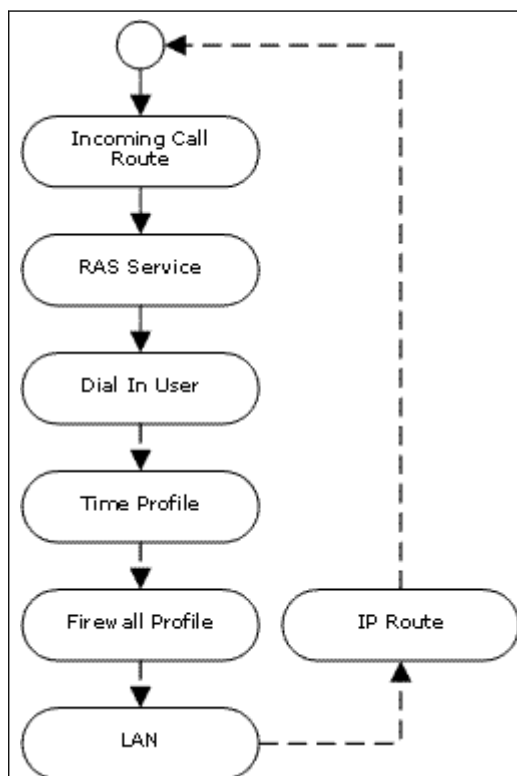 Incoming Call
Route
RAS Service
Dial In User
Time Profile
Firewall Profile
IP Route
LAN